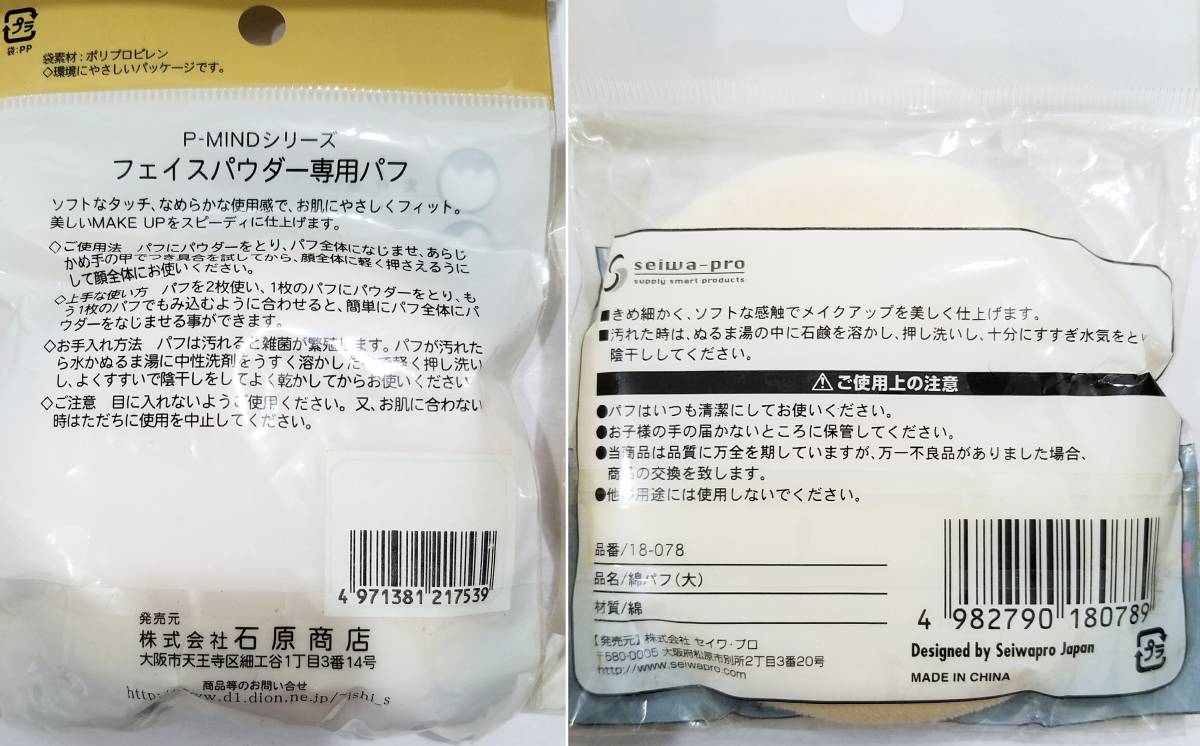 プラ
袋:PP
袋素材:ポリプロピレン
◇環境にやさしいパッケージです。
P-MINDシリーズ
フェイスパウダー専用パフ
ソフトなタッチ、なめらかな使用感で、お肌にやさしくフィット。
美しいMAKE UPをスピーディに仕上げます。
◇ご使用法 パフにパウダーをとり、パフ全体になじませ、あらじ
かめ手の甲でつき具合を試してから、顔全体に軽く押さえるうに
して顔全体にお使いください。
◇上手な使い方 パフを2枚使い、1枚のパフにパウダーをとり、も
う1枚のパフでもみ込むように合わせると、簡単にパフ全体にパ
ウダーをなじませる事ができます。
◇お手入れ方法 パフは汚れると雑菌が繁殖します。パフが汚れた
ら水かぬるま湯に中性洗剤をうすく溶かした で軽く押し洗い
し、よくすすいで陰干しをしてよく乾かしてからお使いください
◇ご注意 目に入れないようご使用ください。又、お肌に合わない
時はただちに使用を中止してください。
4 971381 217539
発売元
株式会社 石原商店
大阪市天王寺区細工谷1丁目3番14号
商品等のお問い合せ
http://www.d1.dion.ne.jp/~ishi_s
seiwa-pro
supply smart products
■きめ細かく、ソフトな感触でメイクアップを美しく仕上げます。
■汚れた時は、ぬるま湯の中に石鹸を溶かし、押し洗いし、十分にすすぎ水気をとり
陰干ししてください。
⚠ご使用上の注意
●パフはいつも清潔にしてお使いください。
●お子様の手の届かないところに保管してください。
●当商品は品質に万全を期していますが、万一不良品がありました場合、
商品の交換を致します。
●他の用途には使用しないでください。
品番/18-078
品名/綿パフ(大)
材質/綿
【発売元】株式会社 セイワ・プロ
〒580-0005 大阪府松原市別所2丁目3番20号
http://www.seiwapro.com
4 982790 180789
Designed by Seiwapro Japan
MADE IN CHINA
プラ